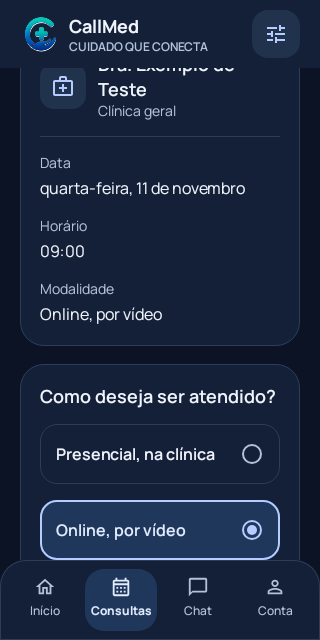 CallMed
CUIDADO QUE CONECTA
Dra. Exemplo de
Teste
Clínica geral
Data
quarta-feira, 11 de novembro
Horário
09:00
Modalidade
Online, por vídeo
Como deseja ser atendido?
Presencial, na clínica
Online, por vídeo
Início
Consultas
Chat
Conta